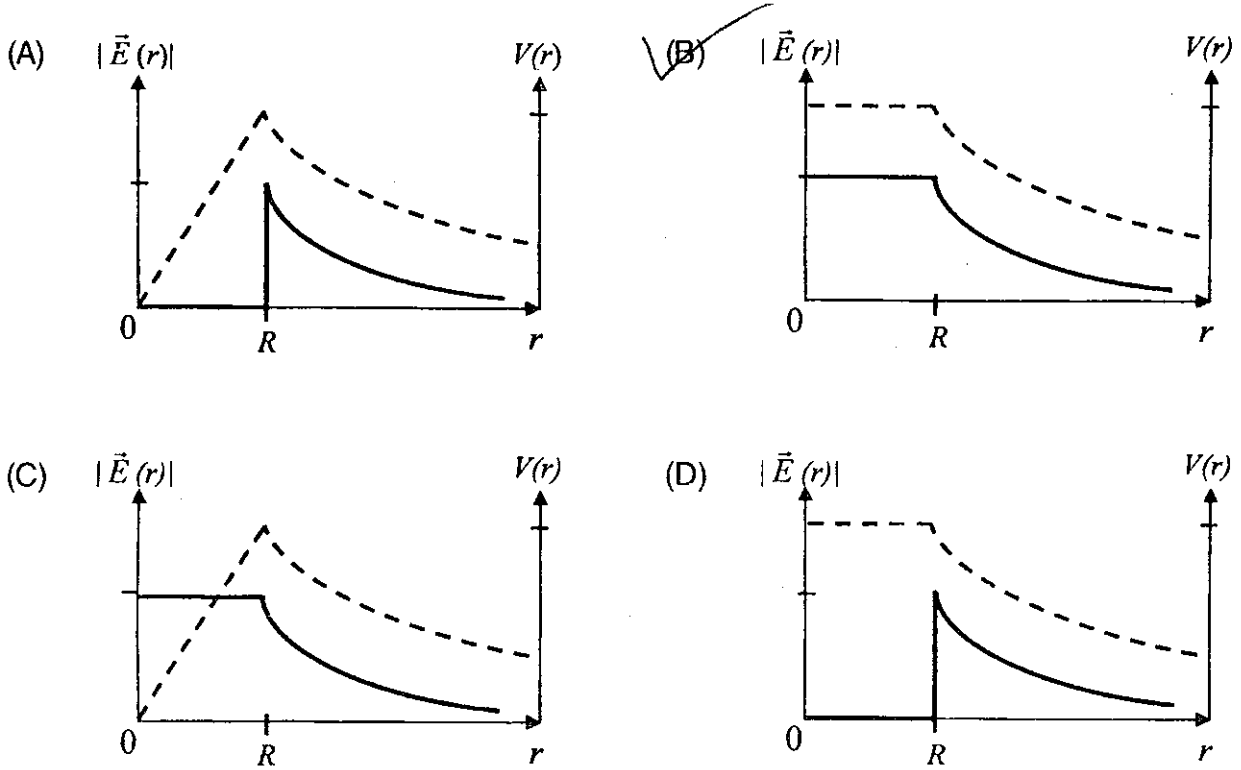 (A) | E⃗ (r)| V(r)
0 R r
(B) | E⃗ (r)| V(r)
0 R r
(C) | E⃗ (r)| V(r)
0 R r
(D) | E⃗ (r)| V(r)
0 R r